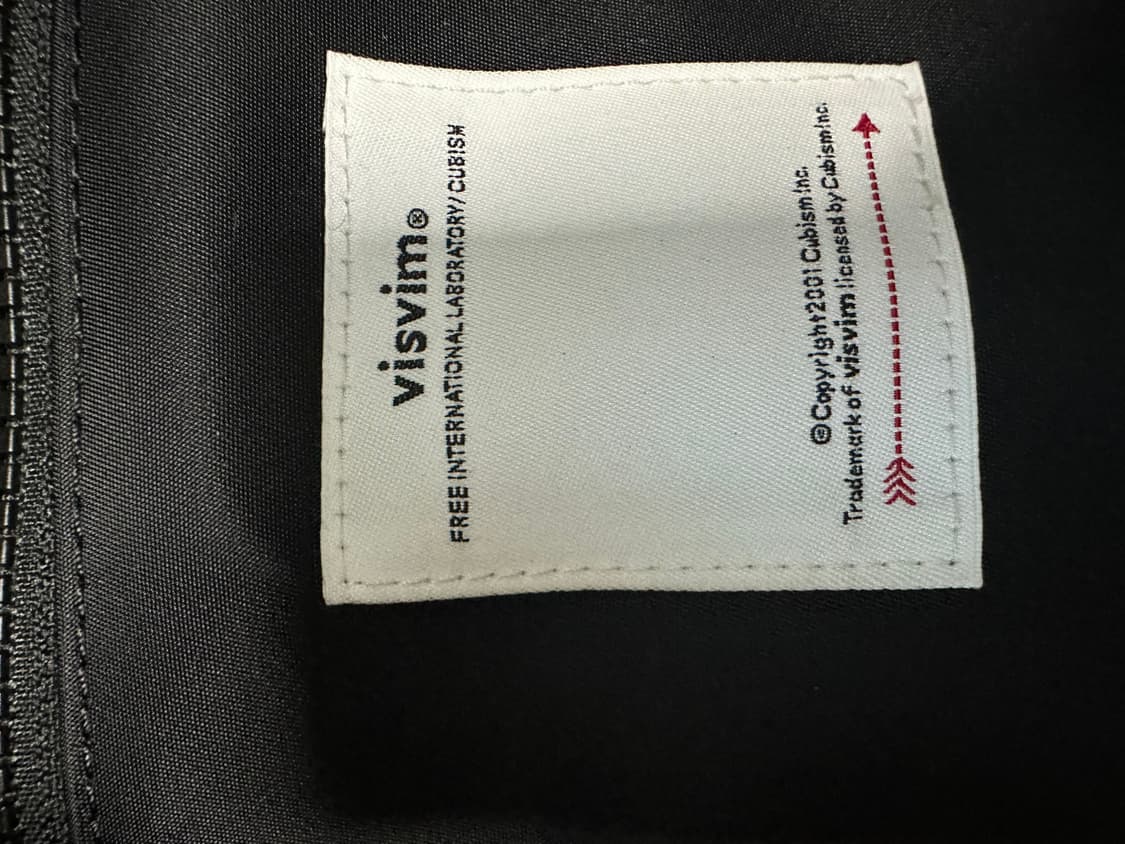 visvim®
FREE INTERNATIONAL LABORATORY/CUBISM
©Copyright2001 Cubism Inc.
Trademark of visvim licensed by Cubism Inc.